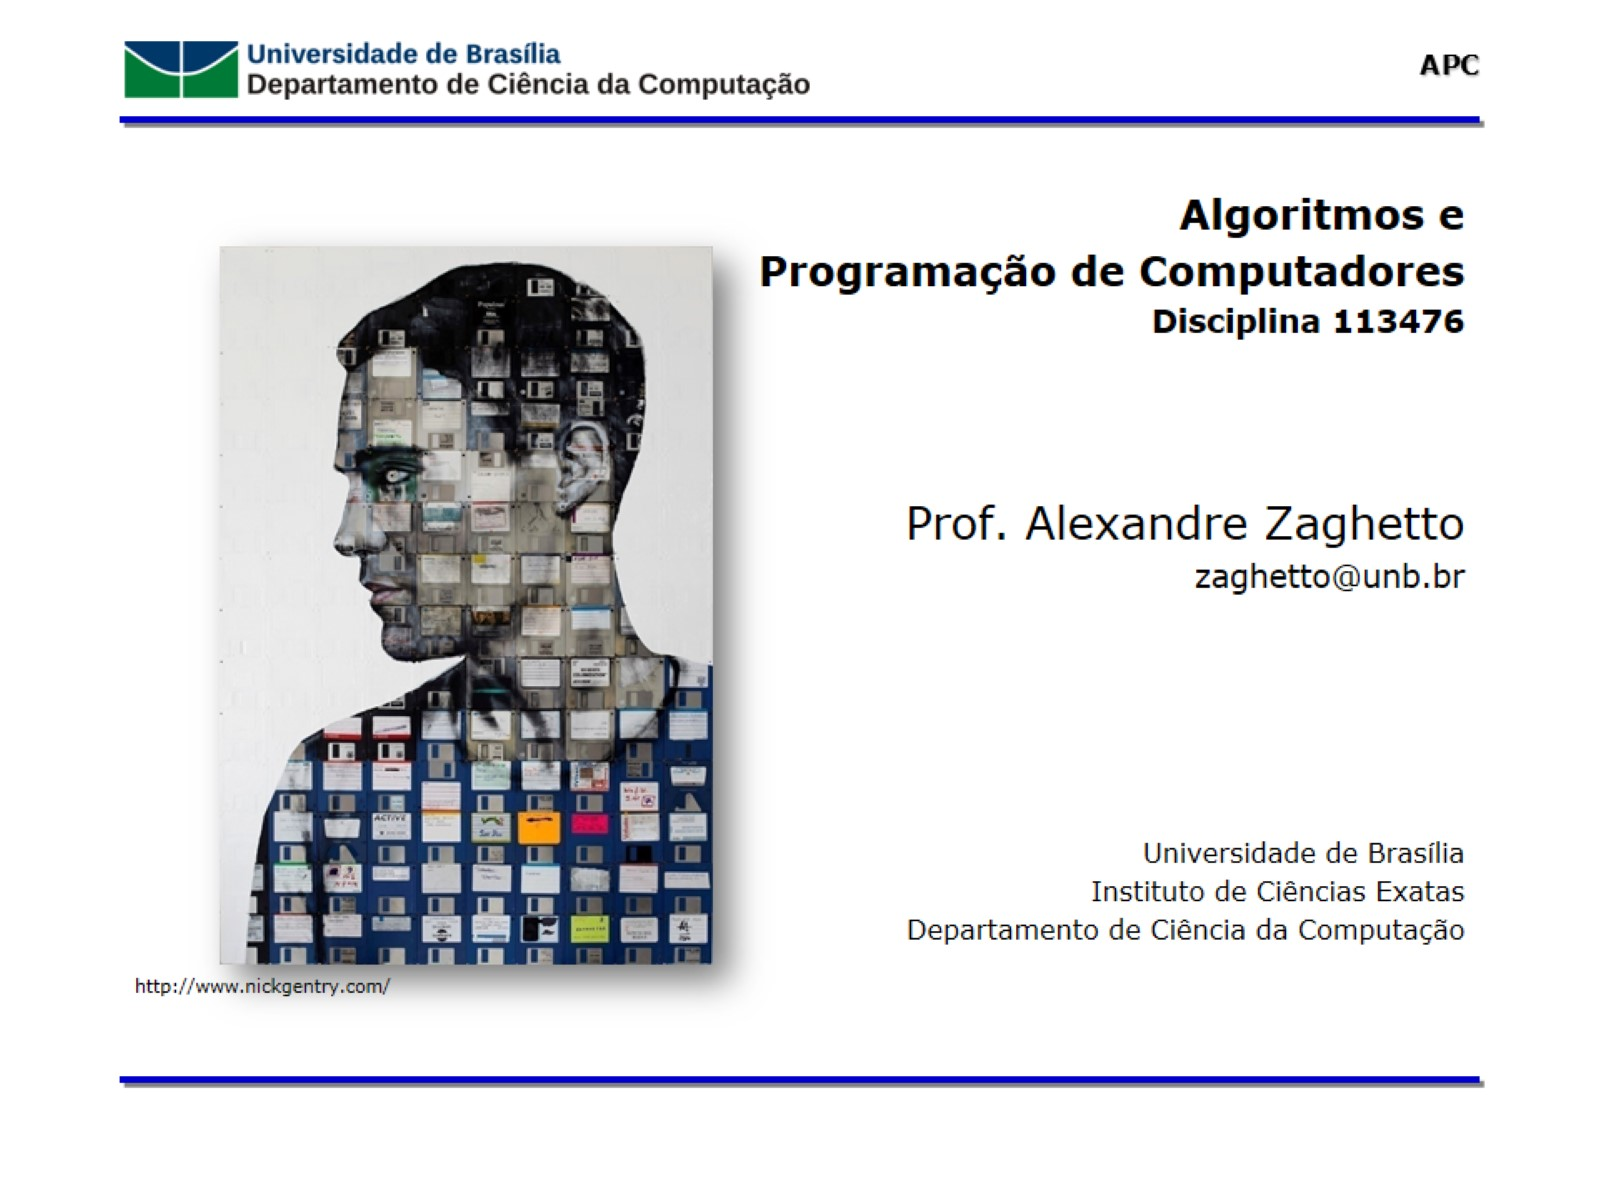 Universidade de Brasília
Departamento de Ciência da Computação
APC
Algoritmos e
Programação de Computadores
Disciplina 113476
Prof. Alexandre Zaghetto
zaghetto@unb.br
ACTIVE
Universidade de Brasília
Instituto de Ciências Exatas
Departamento de Ciência da Computação
http://www.nickgentry.com/